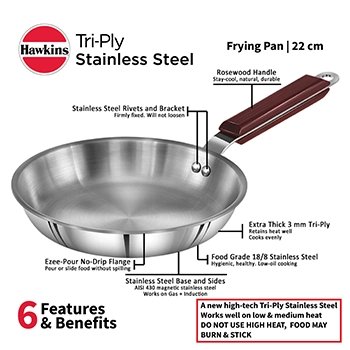 Hawkins
Tri-Ply
Stainless Steel
Frying Pan | 22 cm
Rosewood Handle
Stay-cool, natural, durable
Stainless Steel Rivets and Bracket
Firmly fixed. Will not loosen
Extra Thick 3 mm Tri-Ply
Retains heat well
Cooks evenly
Food Grade 18/8 Stainless Steel
Hygienic, healthy. Low-oil cooking
Ezee-Pour No-Drip Flange
Pour or slide food without spilling
Stainless Steel Base and Sides
AISI 430 magnetic stainless steel
Works on Gas + Induction
6 Features
& Benefits
A new high-tech Tri-Ply Stainless Steel
Works well on low & medium heat
DO NOT USE HIGH HEAT, FOOD MAY
BURN & STICK